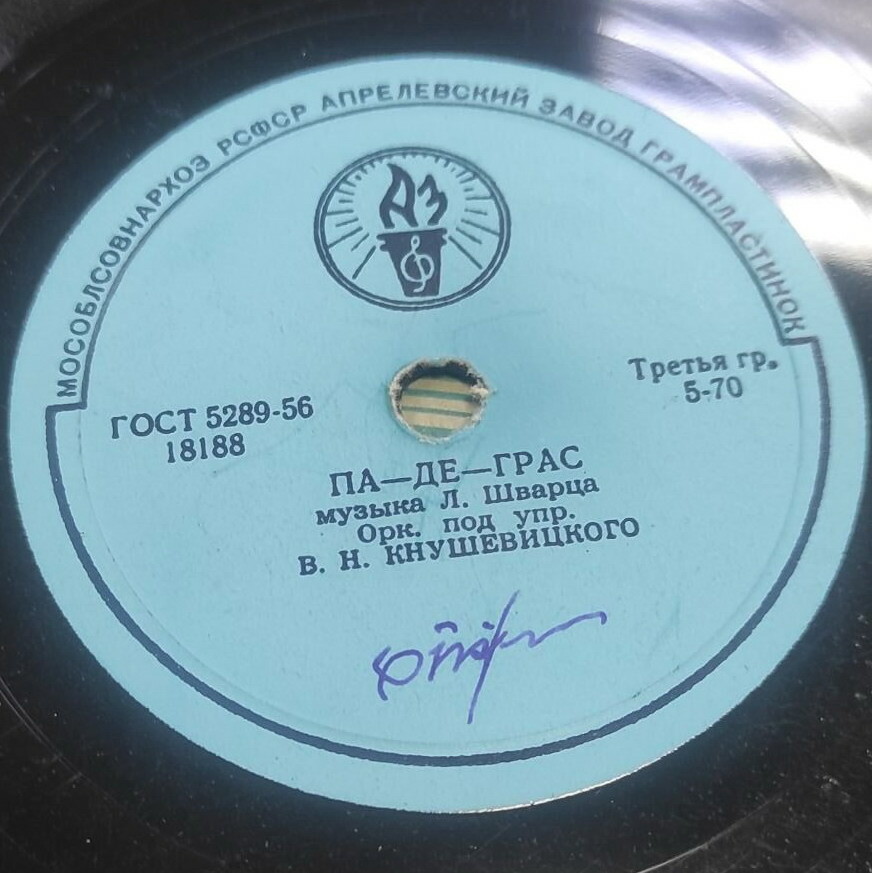 МОСОБЛСОВНАРХОЗ РСФСР АПРЕЛЕВСКИЙ ЗАВОД ГРАМПЛАСТИНОК
АЗ
ГОСТ 5289-56
18188
Третья гр.
5-70
ПА—ДЕ—ГРАС
музыка Л. Шварца
Орк. под упр.
В. Н. КНУШЕВИЦКОГО